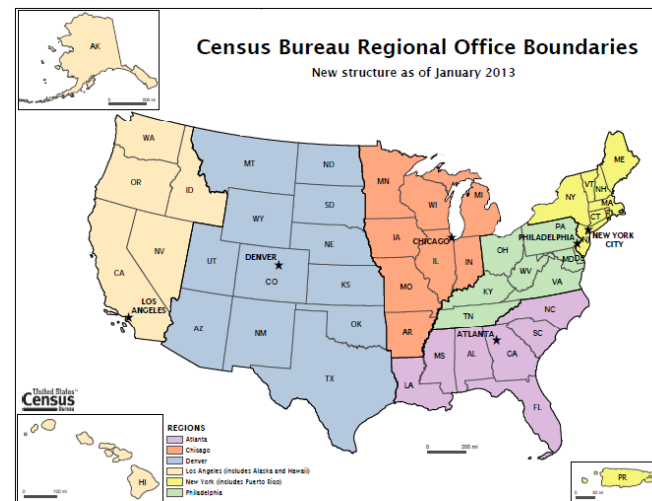 Census Bureau Regional Office Boundaries
New structure as of January 2013
AK
WA
OR
ID
MT
ND
MN
WI
MI
ME
VT
NH
NY
MA
CT
RI
NEW YORK
CITY
NJ
PA
PHILADELPHIA
WY
SD
IA
CHICAGO
IL
IN
OH
WV
MD
DE
VA
KY
TN
NV
CA
UT
DENVER
CO
NE
KS
MO
AR
LOS
ANGELES
AZ
NM
OK
TX
LA
MS
AL
ATLANTA
GA
NC
SC
FL
United States
Census
Bureau
HI
REGIONS
Atlanta
Chicago
Denver
Los Angeles (includes Alaska and Hawaii)
New York (includes Puerto Rico)
Philadelphia
200 mi
PR